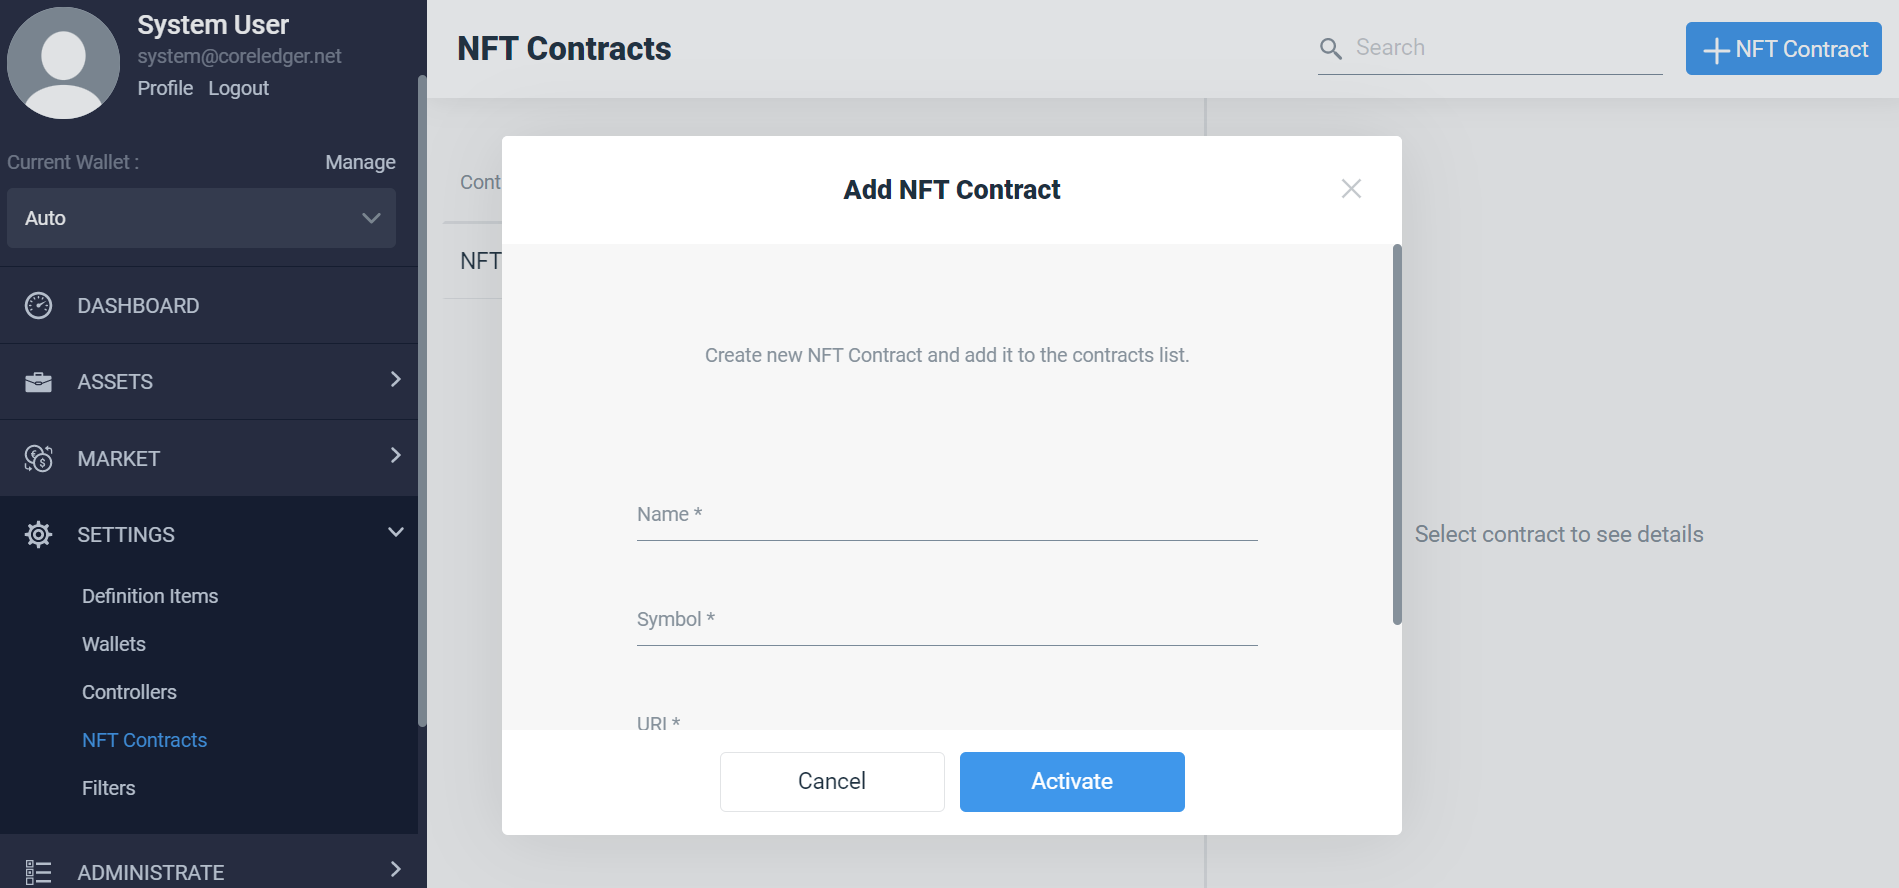 System User
system@coreledger.net
Profile Logout
Current Wallet : Manage
Auto
DASHBOARD
ASSETS
MARKET
SETTINGS
Definition Items
Wallets
Controllers
NFT Contracts
Filters
ADMINISTRATE
NFT Contracts
Search
NFT Contract
Cont
NFT
Add NFT Contract
Create new NFT Contract and add it to the contracts list.
Name *
Symbol *
URI *
Cancel Activate
Select contract to see details